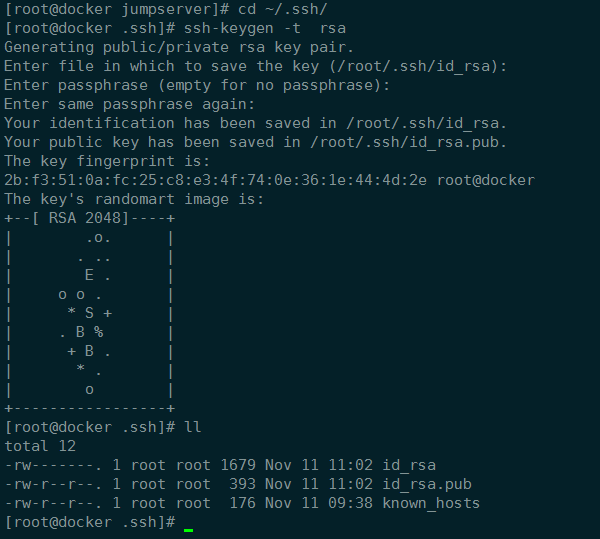 [root@docker jumpserver]# cd ~/.ssh/
[root@docker .ssh]# ssh-keygen -t  rsa
Generating public/private rsa key pair.
Enter file in which to save the key (/root/.ssh/id_rsa):
Enter passphrase (empty for no passphrase):
Enter same passphrase again:
Your identification has been saved in /root/.ssh/id_rsa.
Your public key has been saved in /root/.ssh/id_rsa.pub.
The key fingerprint is:
2b:f3:51:0a:fc:25:c8:e3:4f:74:0e:36:1e:44:4d:2e root@docker
The key's randomart image is:
+--[ RSA 2048]----+
|        .o.      |
|       . ..      |
|        E .      |
|     o o .       |
|      * S +      |
|     . B %       |
|      + B .      |
|       * .       |
|        o        |
+-----------------+
[root@docker .ssh]# ll
total 12
-rw-------. 1 root root 1679 Nov 11 11:02 id_rsa
-rw-r--r--. 1 root root  393 Nov 11 11:02 id_rsa.pub
-rw-r--r--. 1 root root  176 Nov 11 09:38 known_hosts
[root@docker .ssh]#